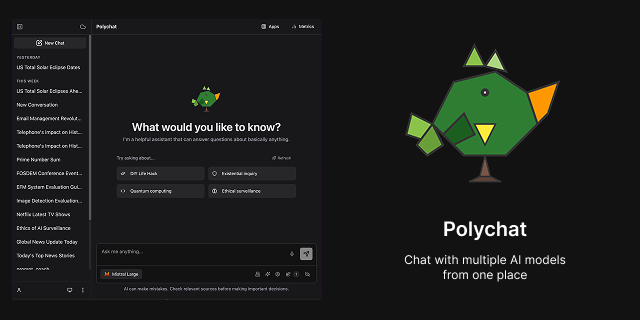 Polychat
Apps
Metrics
New Chat
YESTERDAY
US Total Solar Eclipse Dates
THIS WEEK
US Total Solar Eclipses Ahe...
New Conversation
Email Management Revolut...
Telephone's Impact on Hist...
Telephone's Impact on Hist...
Prime Number Sum
FOSDEM Conference Event...
EFM System Evaluation Gui...
Image Detection Evaluation...
Netflix Latest TV Shows
Ethics of AI Surveillance
Global News Update Today
Today's Top News Stories
What would you like to know?
I'm a helpful assistant that can answer questions about basically anything.
Try asking about...
Refresh
DIY Life Hack
Existential inquiry
Quantum computing
Ethical surveillance
Ask me anything...
Mistral Large
AI can make mistakes. Check relevant sources before making important decisions.
Polychat
Chat with multiple AI models
from one place